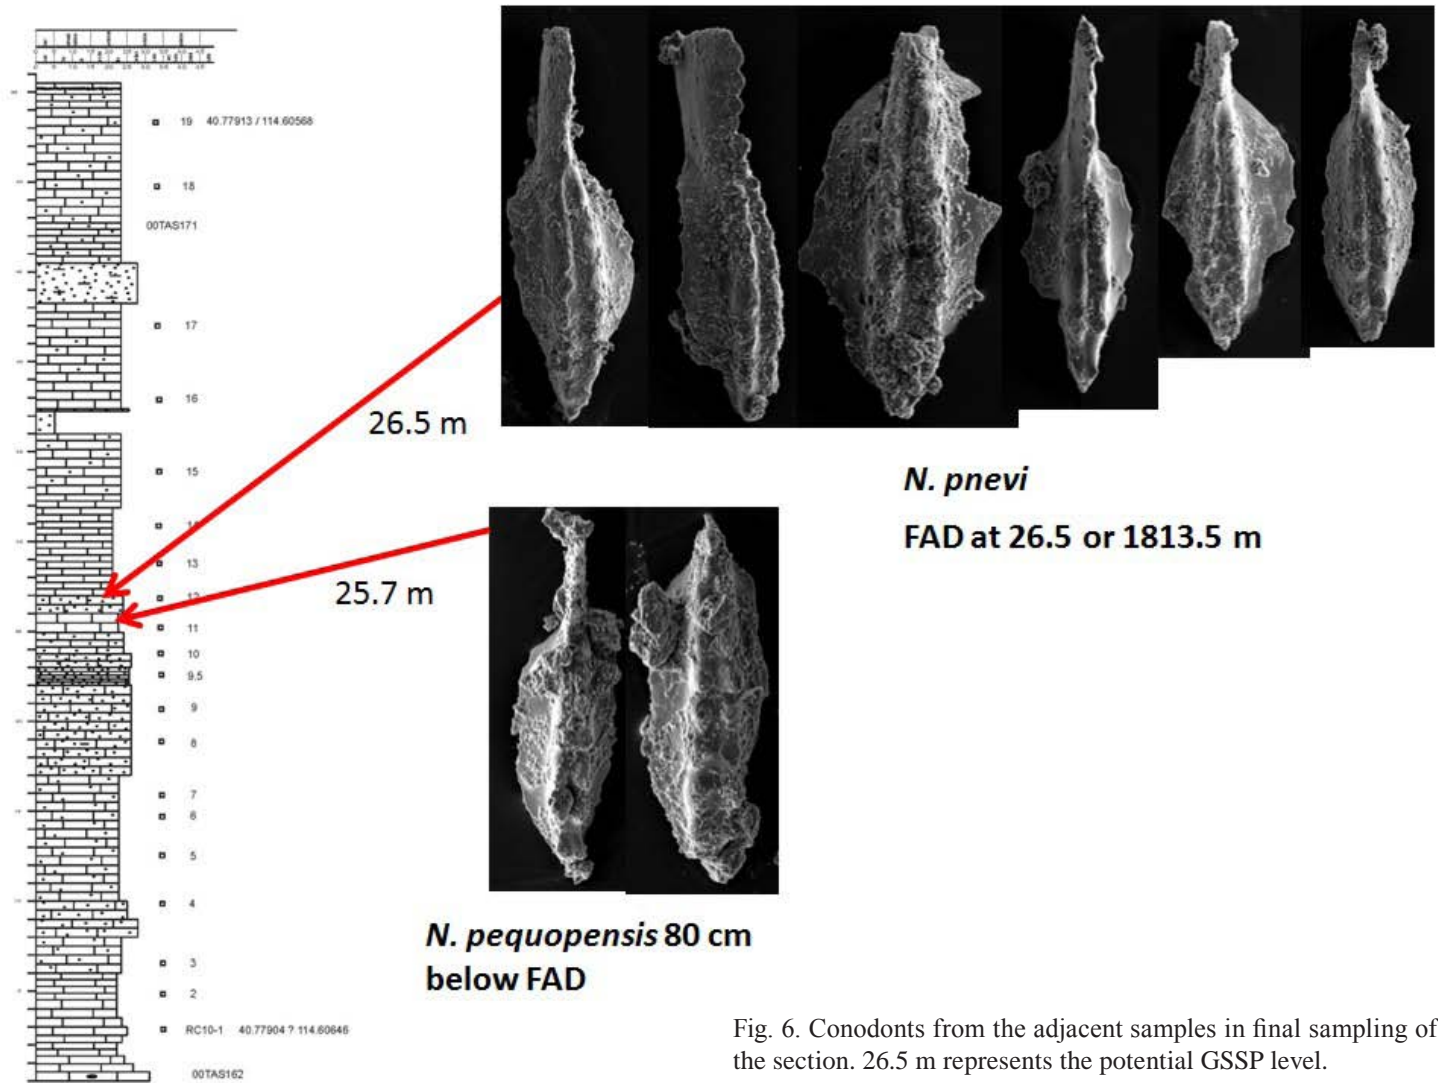 19 40.77913 / 114.60568
18
00TAS171
17
16
26.5 m
15
N. pnevi
FAD at 26.5 or 1813.5 m
14
13
12
25.7 m
11
10
9.5
9
8
7
6
5
4
N. pequopensis 80 cm
below FAD
3
2
RC10-1 40.77904 ? 114.60646
00TAS162
Fig. 6. Conodonts from the adjacent samples in final sampling of
the section. 26.5 m represents the potential GSSP level.